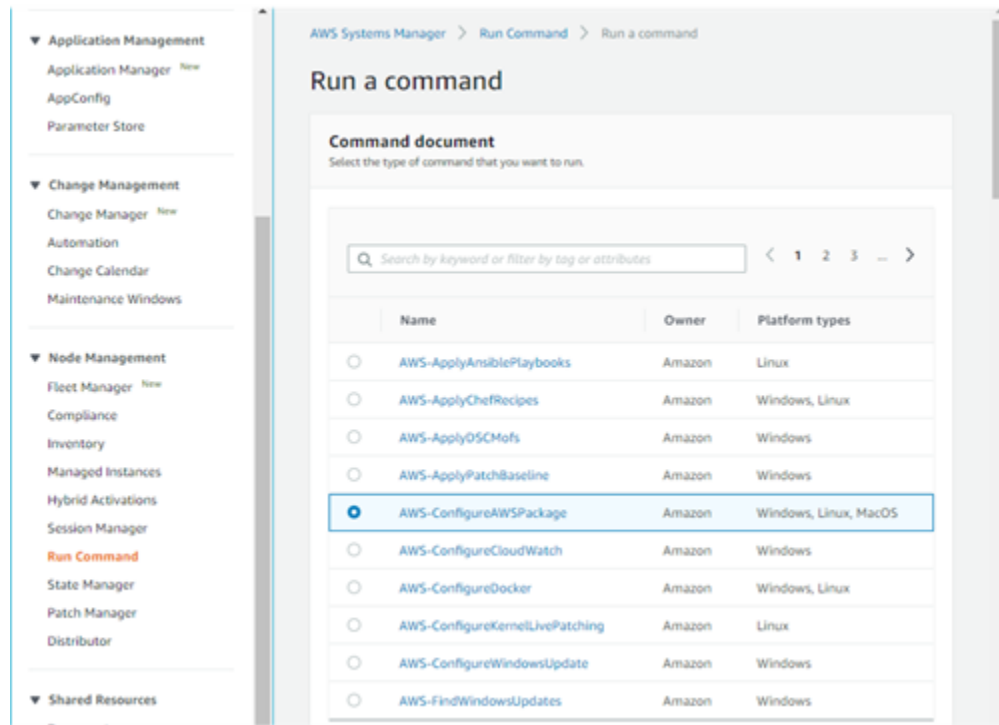 Application Management
Application Manager New
AppConfig
Parameter Store
Change Management
Change Manager New
Automation
Change Calendar
Maintenance Windows
Node Management
Fleet Manager New
Compliance
Inventory
Managed Instances
Hybrid Activations
Session Manager
Run Command
State Manager
Patch Manager
Distributor
Shared Resources
AWS Systems Manager > Run Command > Run a command
Run a command
Command document
Select the type of command that you want to run.
Search by keyword or filter by tag or attributes
< 1 2 3 ... >
Name Owner Platform types
AWS-ApplyAnsiblePlaybooks Amazon Linux
AWS-ApplyChefRecipes Amazon Windows, Linux
AWS-ApplyDSCMofs Amazon Windows
AWS-ApplyPatchBaseline Amazon Windows
AWS-ConfigureAWSPackage Amazon Windows, Linux, MacOS
AWS-ConfigureCloudWatch Amazon Windows
AWS-ConfigureDocker Amazon Windows, Linux
AWS-ConfigureKernelLivePatching Amazon Linux
AWS-ConfigureWindowsUpdate Amazon Windows
AWS-FindWindowsUpdates Amazon Windows